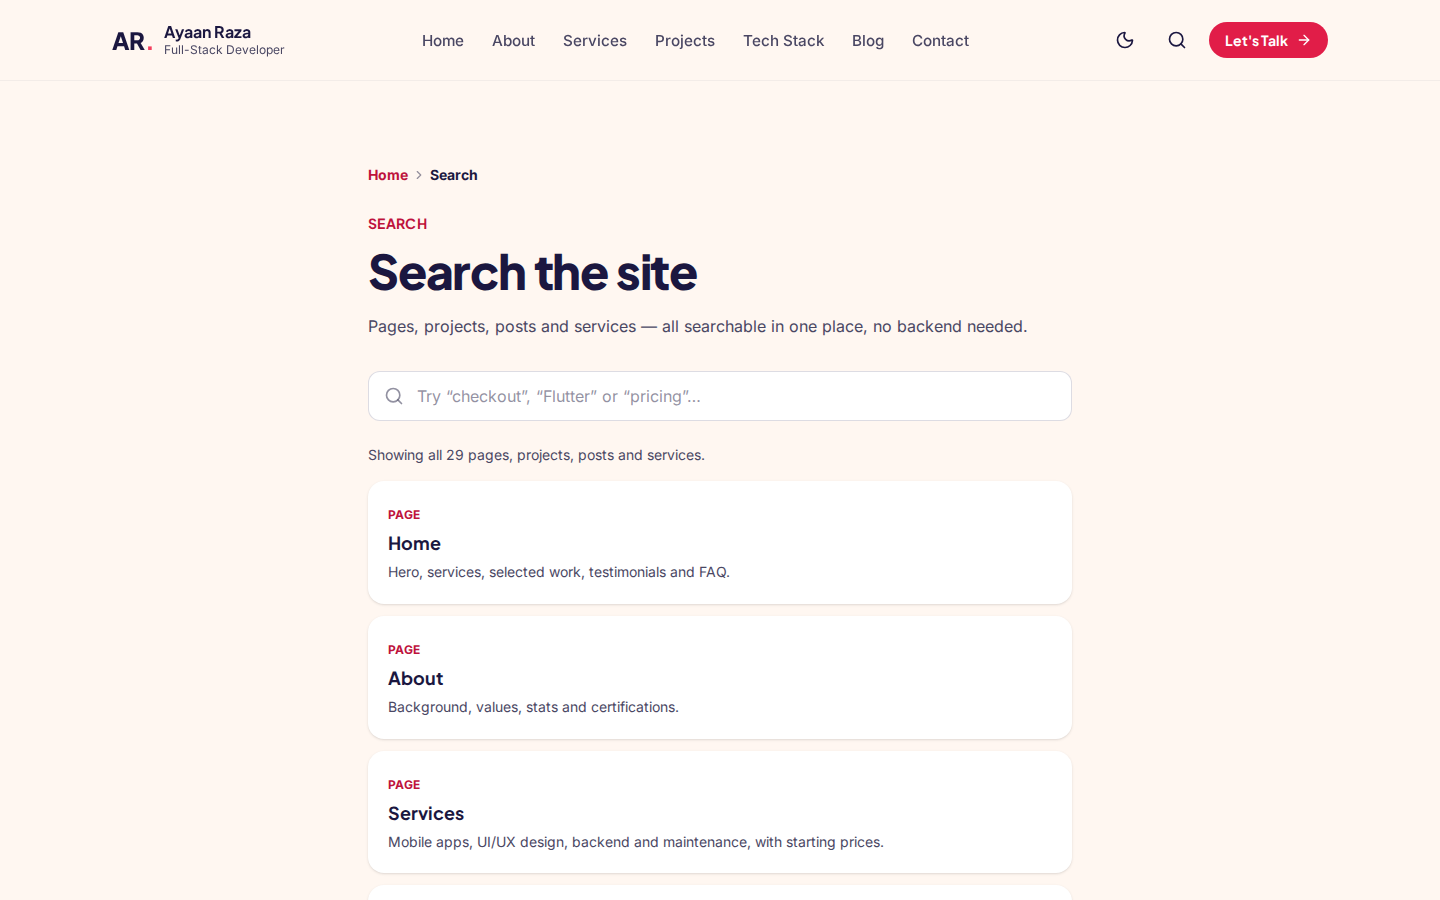 AR.
Ayaan Raza
Full-Stack Developer
Home
About
Services
Projects
Tech Stack
Blog
Contact
Let's Talk
Home
Search
SEARCH
Search the site
Pages, projects, posts and services — all searchable in one place, no backend needed.
Try “checkout”, “Flutter” or “pricing”…
Showing all 29 pages, projects, posts and services.
PAGE
Home
Hero, services, selected work, testimonials and FAQ.
PAGE
About
Background, values, stats and certifications.
PAGE
Services
Mobile apps, UI/UX design, backend and maintenance, with starting prices.